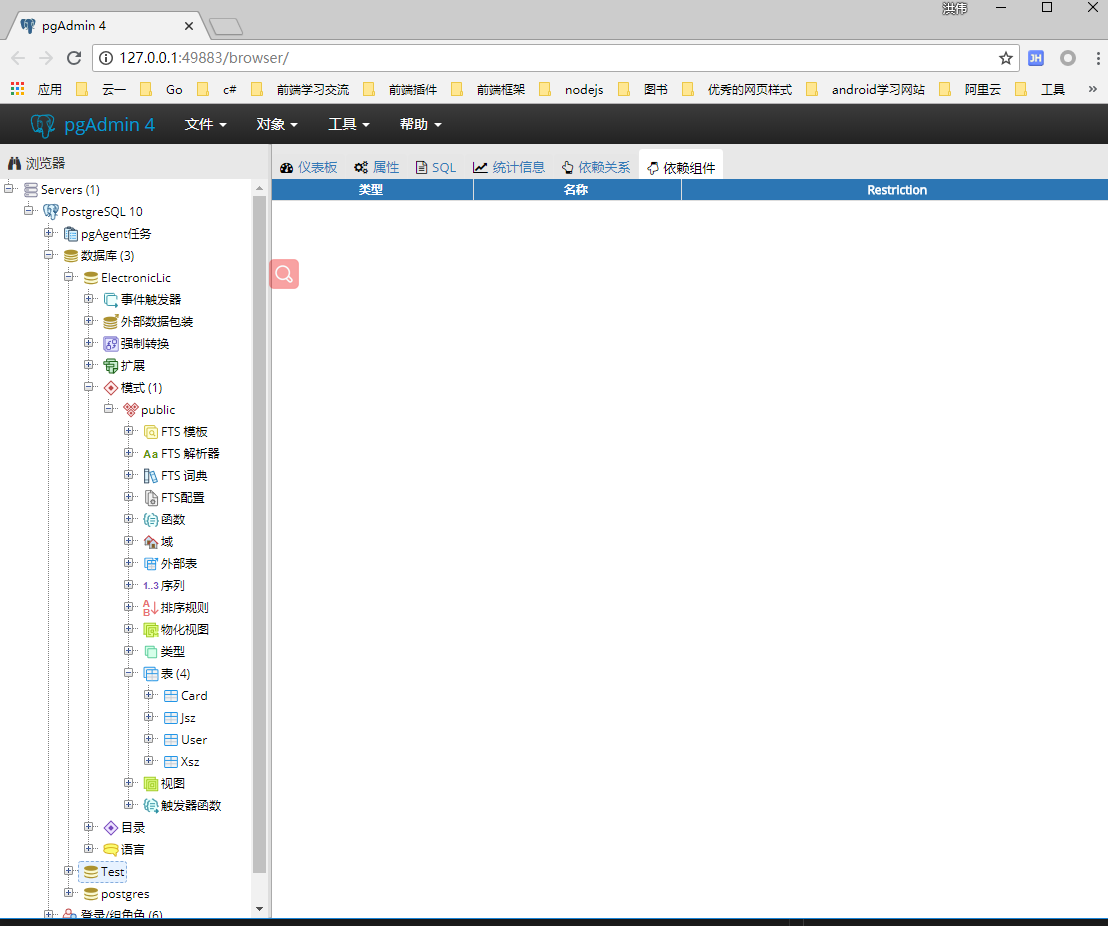 洪伟
pgAdmin 4
127.0.0.1:49883/browser/
JH
应用 云一 Go c# 前端学习交流 前端插件 前端框架 nodejs 图书 优秀的网页样式 android学习网站 阿里云 工具 »
pgAdmin 4 文件 对象 工具 帮助
浏览器
仪表板 属性 SQL 统计信息 依赖关系 依赖组件
类型 名称 Restriction
Servers (1)
PostgreSQL 10
pgAgent任务
数据库 (3)
ElectronicLic
事件触发器
外部数据包装
强制转换
扩展
模式 (1)
public
FTS 模板
Aa FTS 解析器
FTS 词典
FTS配置
函数
域
外部表
1..3 序列
排序规则
物化视图
类型
表 (4)
Card
Jsz
User
Xsz
视图
触发器函数
目录
语言
Test
postgres
登录/组角色 (6)